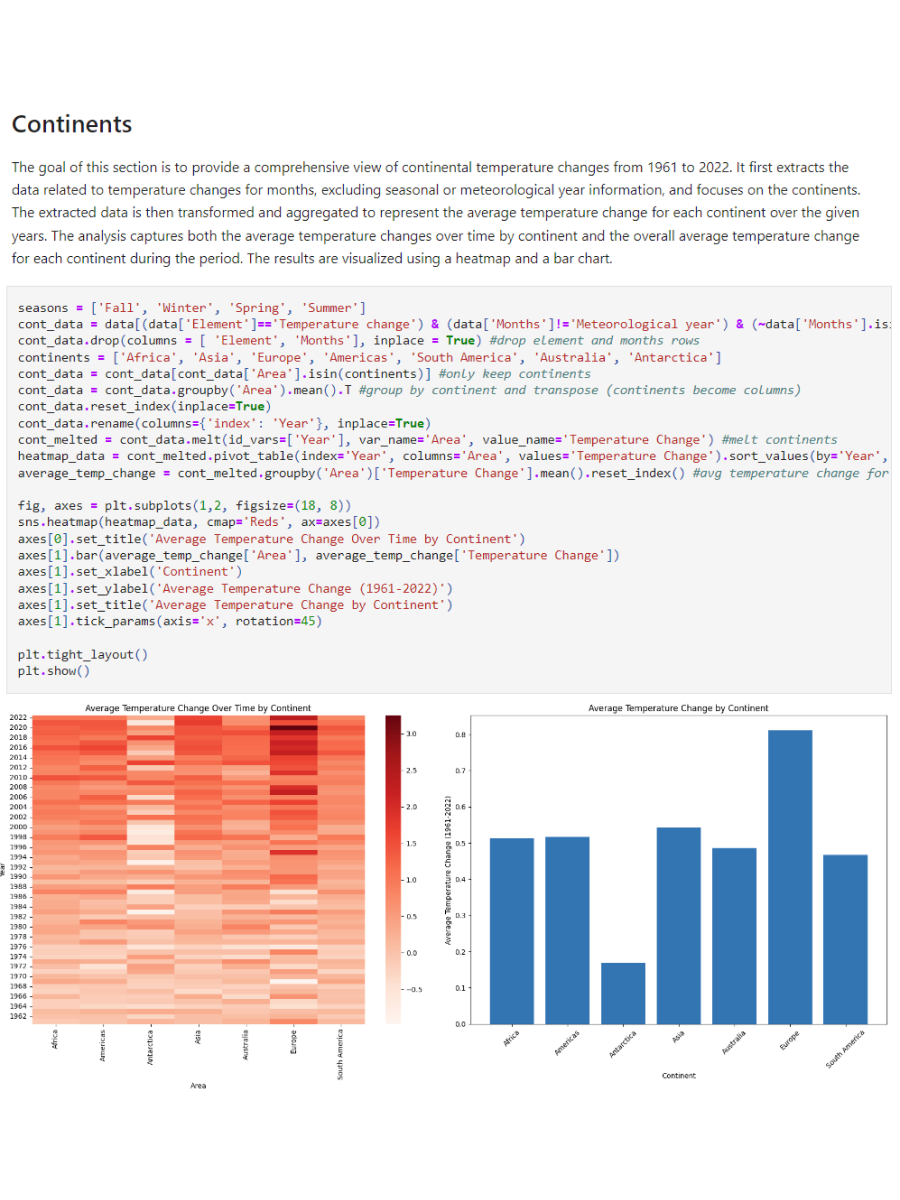 Continents
The goal of this section is to provide a comprehensive view of continental temperature changes from 1961 to 2022. It first extracts the
data related to temperature changes for months, excluding seasonal or meteorological year information, and focuses on the continents.
The extracted data is then transformed and aggregated to represent the average temperature change for each continent over the given
years. The analysis captures both the average temperature changes over time by continent and the overall average temperature change
for each continent during the period. The results are visualized using a heatmap and a bar chart.
seasons = ['Fall', 'Winter', 'Spring', 'Summer']
cont_data = data[(data['Element']=='Temperature change') & (data['Months']!='Meteorological year') & (~data['Months'].is
cont_data.drop(columns = [ 'Element', 'Months'], inplace = True) #drop element and months rows
continents = ['Africa', 'Asia', 'Europe', 'Americas', 'South America', 'Australia', 'Antarctica']
cont_data = cont_data[cont_data['Area'].isin(continents)] #only keep continents
cont_data = cont_data.groupby('Area').mean().T #group by continent and transpose (continents become columns)
cont_data.reset_index(inplace=True)
cont_data.rename(columns={'index': 'Year'}, inplace=True)
cont_melted = cont_data.melt(id_vars=['Year'], var_name='Area', value_name='Temperature Change') #melt continents
heatmap_data = cont_melted.pivot_table(index='Year', columns='Area', values='Temperature Change').sort_values(by='Year',
average_temp_change = cont_melted.groupby('Area')['Temperature Change'].mean().reset_index() #avg temperature change for
fig, axes = plt.subplots(1,2, figsize=(18, 8))
sns.heatmap(heatmap_data, cmap='Reds', ax=axes[0])
axes[0].set_title('Average Temperature Change Over Time by Continent')
axes[1].bar(average_temp_change['Area'], average_temp_change['Temperature Change'])
axes[1].set_xlabel('Continent')
axes[1].set_ylabel('Average Temperature Change (1961-2022)')
axes[1].set_title('Average Temperature Change by Continent')
axes[1].tick_params(axis='x', rotation=45)
plt.tight_layout()
plt.show()
Average Temperature Change Over Time by Continent
2022
2020
2018
2016
2014
2012
2010
2008
2006
2004
2002
2000
1998
1996
1994
1992
1990
1988
1986
1984
1982
1980
1978
1976
1974
1972
1970
1968
1966
1964
1962
Year
Africa
Americas
Antarctica
Asia
Australia
Europe
South America
Area
3.0
2.5
2.0
1.5
1.0
0.5
0.0
−0.5
Average Temperature Change by Continent
Average Temperature Change (1961-2022)
0.8
0.7
0.6
0.5
0.4
0.3
0.2
0.1
0.0
Africa
Americas
Antarctica
Asia
Australia
Europe
South America
Continent